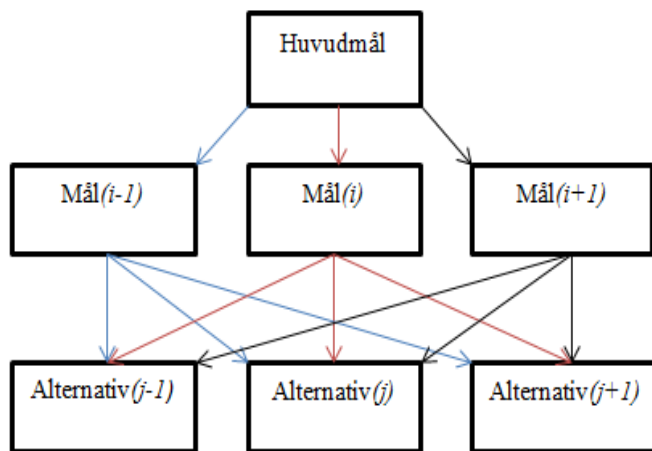 Huvudmål
Mål(i-1)
Mål(i)
Mål(i+1)
Alternativ(j-1)
Alternativ(j)
Alternativ(j+1)